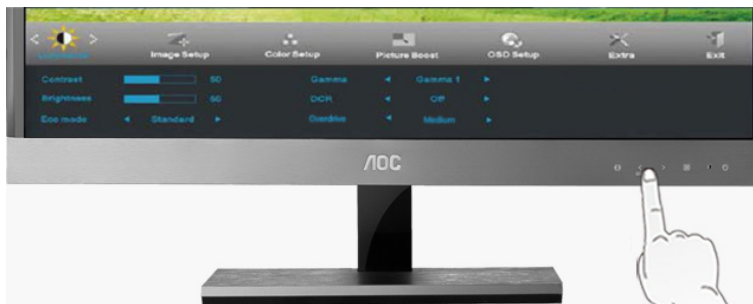 < >
Luminance Image Setup Color Setup Picture Boost OSD Setup Extra Exit
Contrast 50 Gamma Gamma 1
Brightness 50 DCR Off
Eco mode Standard Overdrive Medium
AOC